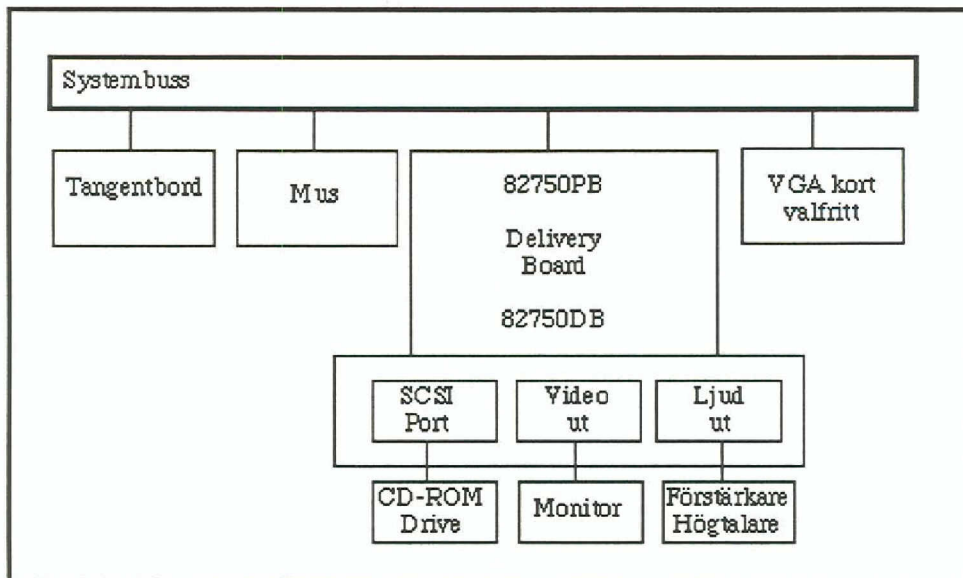 Systembuss
Tangentbord
Mus
82750PB
Delivery
Board
82750DB
VGA kort
valfritt
SCSI
Port
Video
ut
Ljud
ut
CD-ROM
Drive
Monitor
Förstärkare
Högtalare